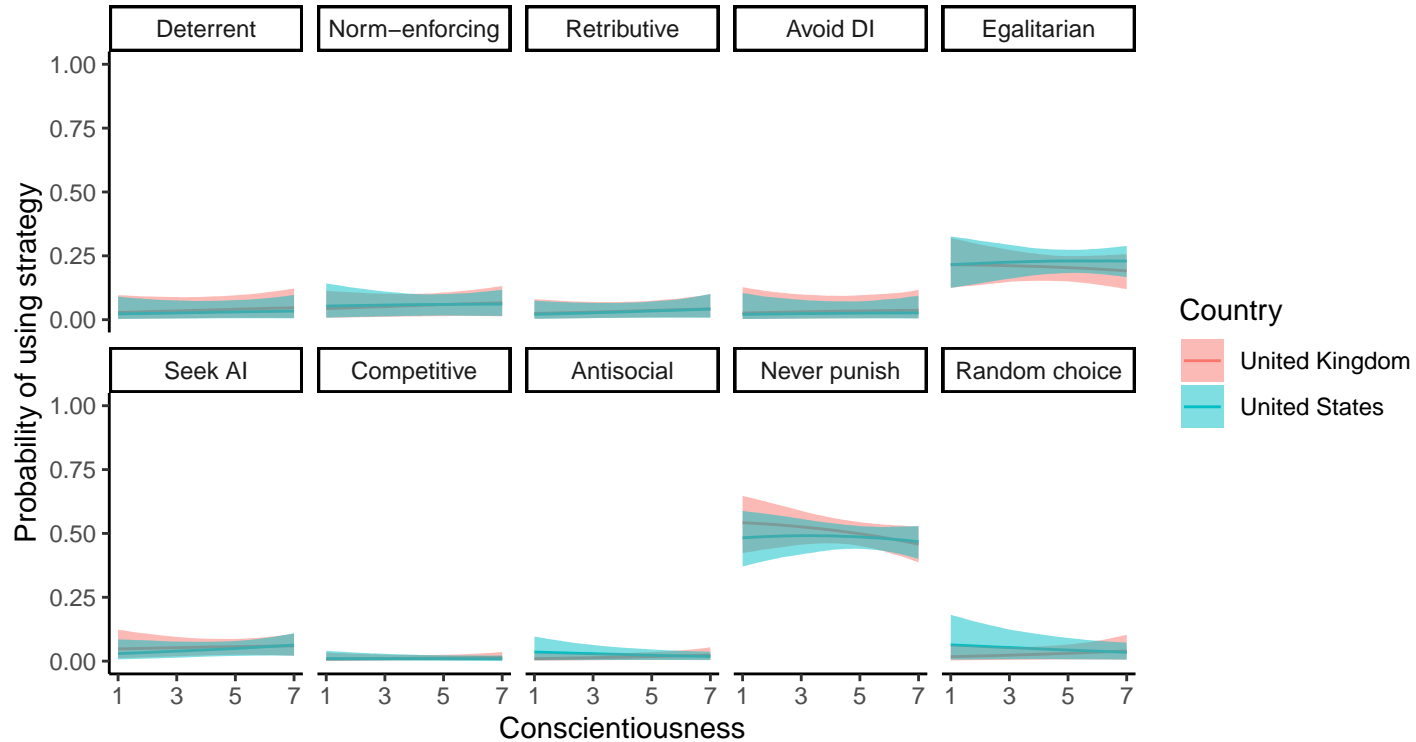 Deterrent Norm−enforcing Retributive Avoid DI Egalitarian
1.00
0.75
0.50
0.25
0.00
Seek AI Competitive Antisocial Never punish Random choice
1.00
0.75
0.50
0.25
0.00
1 3 5 7 1 3 5 7 1 3 5 7 1 3 5 7 1 3 5 7
Conscientiousness
Probability of using strategy
Country
United Kingdom
United States